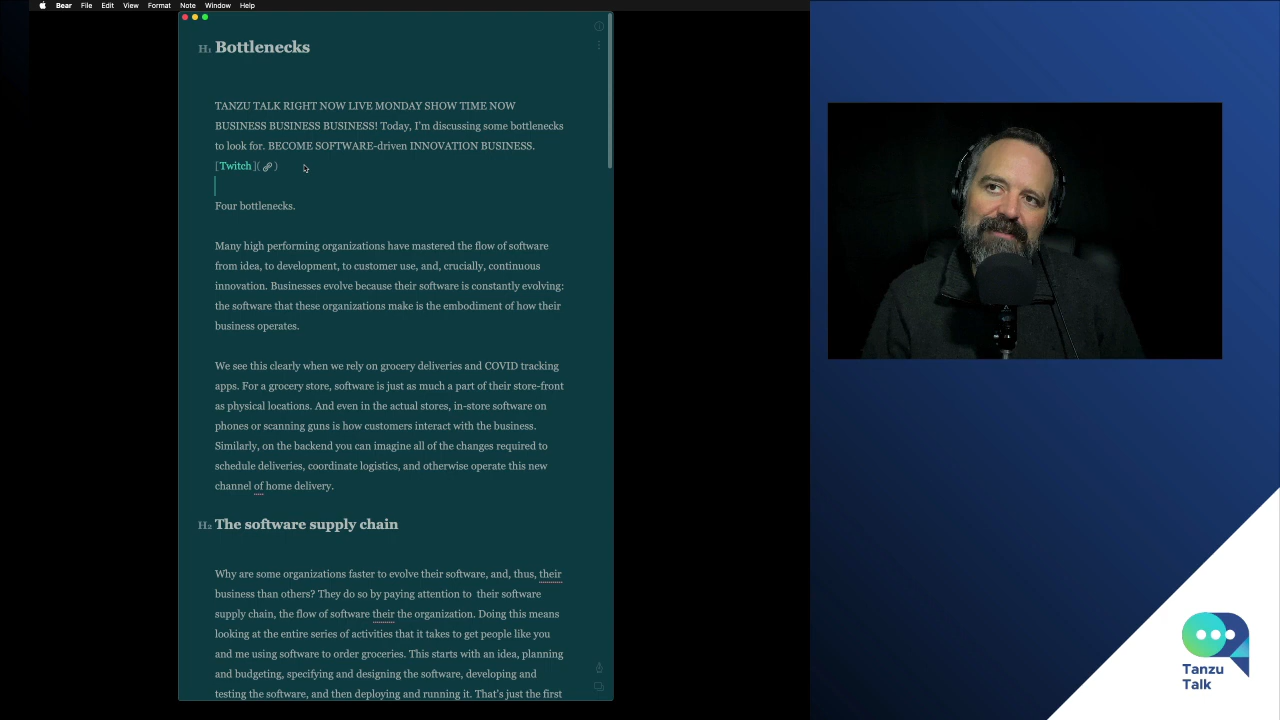 Bear File Edit View Format Note Window Help
H1 Bottlenecks
TANZU TALK RIGHT NOW LIVE MONDAY SHOW TIME NOW
BUSINESS BUSINESS BUSINESS! Today, I'm discussing some bottlenecks
to look for. BECOME SOFTWARE-driven INNOVATION BUSINESS.
[Twitch]( )
Four bottlenecks.
Many high performing organizations have mastered the flow of software
from idea, to development, to customer use, and, crucially, continuous
innovation. Businesses evolve because their software is constantly evolving:
the software that these organizations make is the embodiment of how their
business operates.
We see this clearly when we rely on grocery deliveries and COVID tracking
apps. For a grocery store, software is just as much a part of their store-front
as physical locations. And even in the actual stores, in-store software on
phones or scanning guns is how customers interact with the business.
Similarly, on the backend you can imagine all of the changes required to
schedule deliveries, coordinate logistics, and otherwise operate this new
channel of home delivery.
H2 The software supply chain
Why are some organizations faster to evolve their software, and, thus, their
business than others? They do so by paying attention to their software
supply chain, the flow of software their the organization. Doing this means
looking at the entire series of activities that it takes to get people like you
and me using software to order groceries. This starts with an idea, planning
and budgeting, specifying and designing the software, developing and
testing the software, and then deploying and running it. That's just the first
Tanzu
Talk